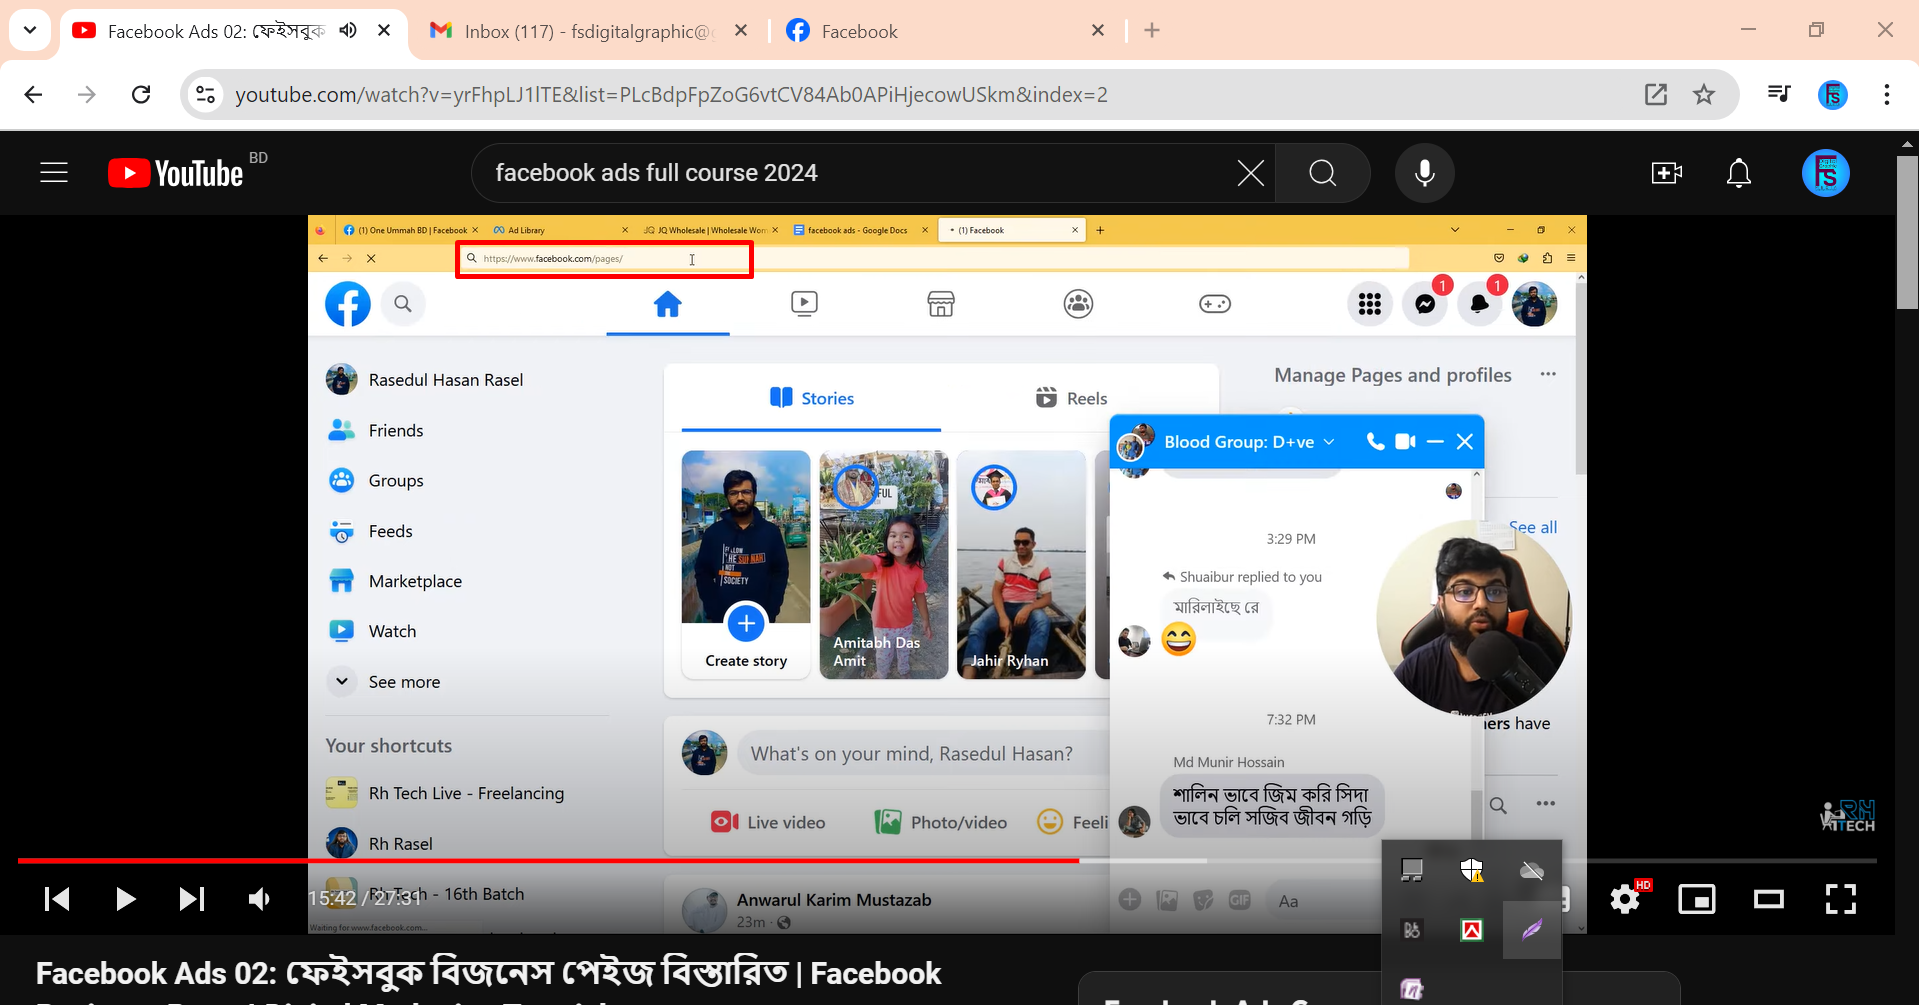 Facebook Ads 02: ফেইসবুক
Inbox (117) - fsdigitalgraphic@
Facebook
youtube.com/watch?v=yrFhpLJ1lTE&list=PLcBdpFpZoG6vtCV84Ab0APiHjecowUSkm&index=2
YouTube BD
facebook ads full course 2024
(1) One Ummah BD | Facebook
Ad Library
JQ JQ Wholesale | Wholesale Wom
facebook ads - Google Docs
(1) Facebook
https://www.facebook.com/pages/
1
1
Rasedul Hasan Rasel
Friends
Groups
Feeds
Marketplace
Watch
See more
Your shortcuts
Rh Tech Live - Freelancing
Rh Rasel
Rh Tech - 16th Batch
Waiting for www.facebook.com...
Stories
Reels
FUL
Create story
Amitabh Das
Amit
Jahir Ryhan
What's on your mind, Rasedul Hasan?
Live video
Photo/video
Feeli
Anwarul Karim Mustazab
23m
Manage Pages and profiles
See all
Blood Group: D+ve
3:29 PM
Shuaibur replied to you
মারিলাইছে রে
7:32 PM
Md Munir Hossain
শালিন ভাবে জিম করি সিদা
ভাবে চলি সজিব জীবন গড়ি
GIF
Aa
ers have
RH
TECH
15:42 / 27:31
HD
Facebook Ads 02: ফেইসবুক বিজনেস পেইজ বিস্তারিত | Facebook